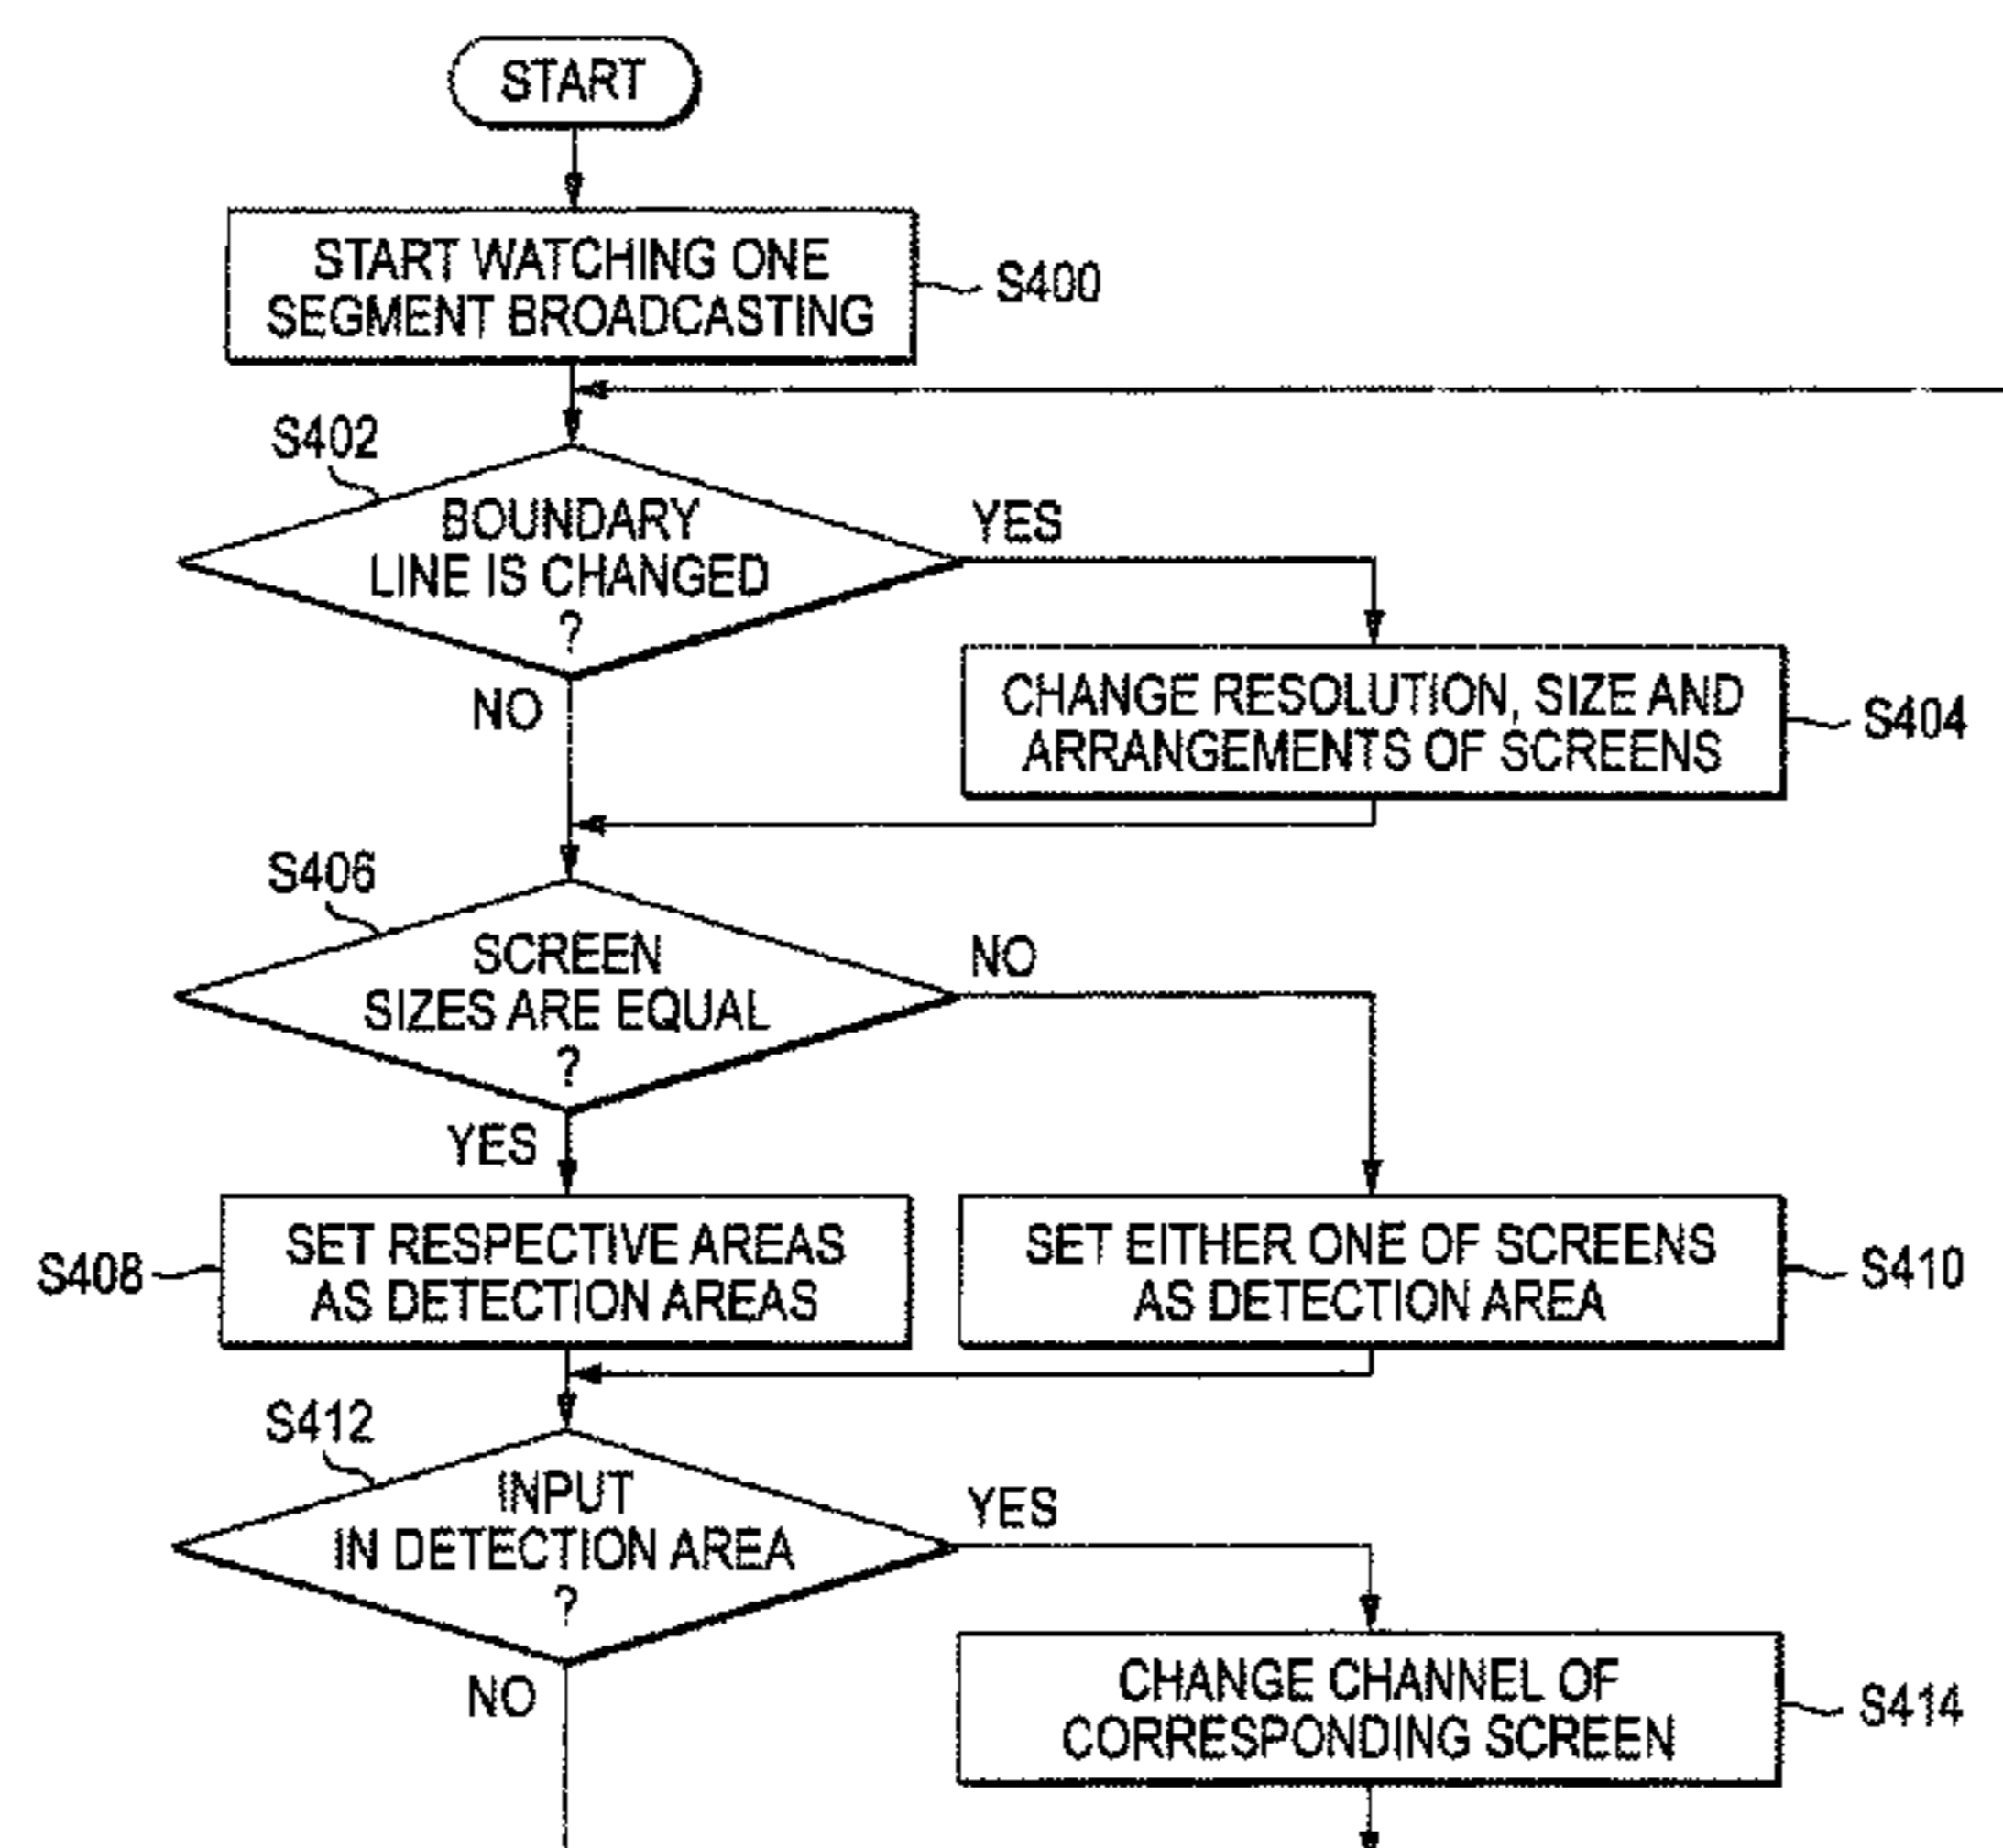 START
START WATCHING ONE
SEGMENT BROADCASTING
S400
S402
BOUNDARY
LINE IS CHANGED
?
YES
NO
CHANGE RESOLUTION, SIZE AND
ARRANGEMENTS OF SCREENS
S404
S406
SCREEN
SIZES ARE EQUAL
?
NO
YES
S408
SET RESPECTIVE AREAS
AS DETECTION AREAS
SET EITHER ONE OF SCREENS
AS DETECTION AREA
S410
S412
INPUT
IN DETECTION AREA
?
YES
NO
CHANGE CHANNEL OF
CORRESPONDING SCREEN
S414